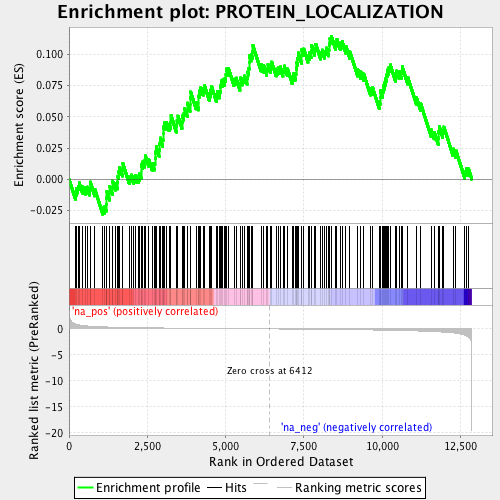 Enrichment plot: PROTEIN_LOCALIZATION
Enrichment score (ES)
0.100
0.075
0.050
0.025
0.000
-0.025
'na_pos' (positively correlated)
Ranked list metric (PreRanked)
0
-5
-10
-15
-20
Zero cross at 6412
'na_neg' (negatively correlated)
0
2,500
5,000
7,500
10,000
12,500
Rank in Ordered Dataset
Enrichment profile
Hits
Ranking metric scores